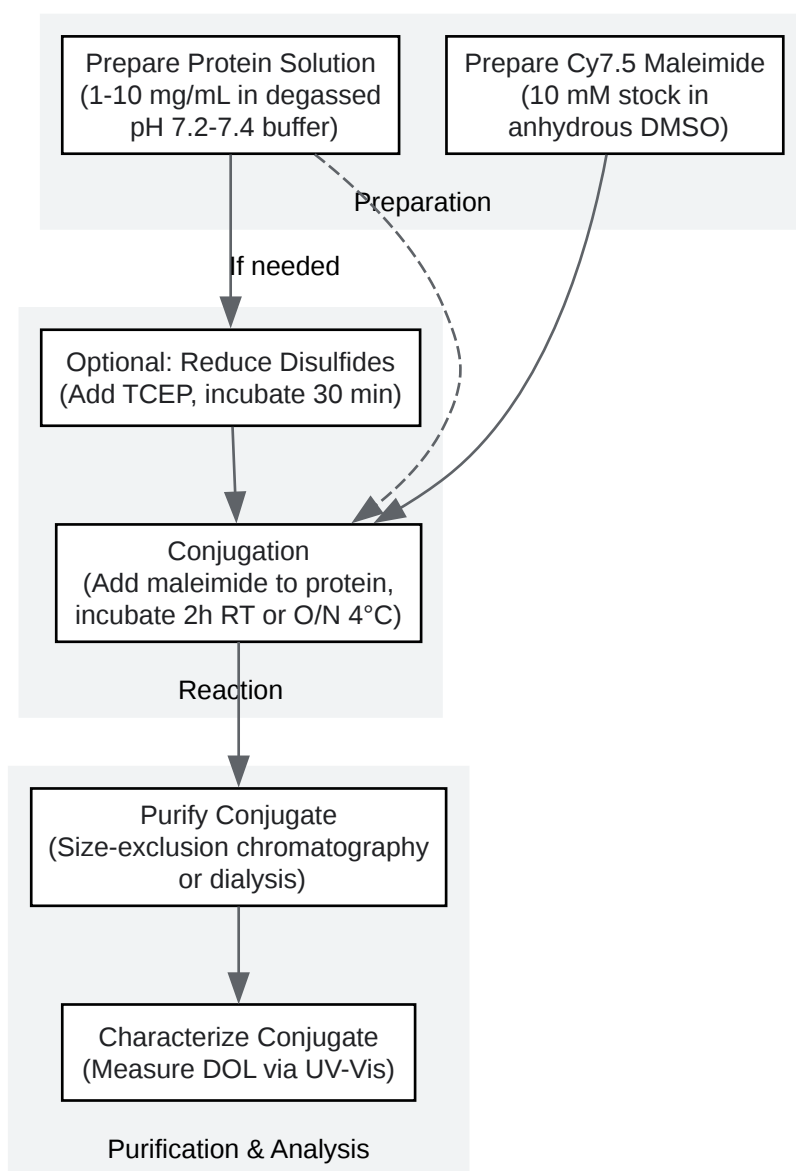 Prepare Protein Solution
(1-10 mg/mL in degassed
pH 7.2-7.4 buffer)
Prepare Cy7.5 Maleimide
(10 mM stock in
anhydrous DMSO)
Preparation
If needed
Optional: Reduce Disulfides
(Add TCEP, incubate 30 min)
Conjugation
(Add maleimide to protein,
incubate 2h RT or O/N 4°C)
Reaction
Purify Conjugate
(Size-exclusion chromatography
or dialysis)
Characterize Conjugate
(Measure DOL via UV-Vis)
Purification & Analysis